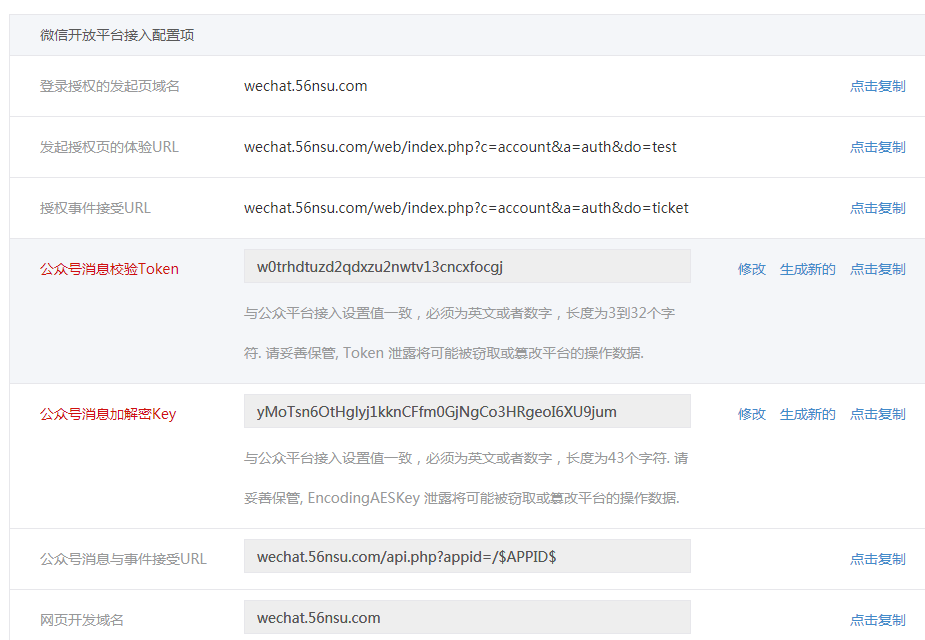 微信开放平台接入配置项
登录授权的发起页域名 wechat.56nsu.com 点击复制
发起授权页的体验URL wechat.56nsu.com/web/index.php?c=account&a=auth&do=test 点击复制
授权事件接受URL wechat.56nsu.com/web/index.php?c=account&a=auth&do=ticket 点击复制
公众号消息校验Token w0trhdtuzd2qdxzu2nwtv13cncxfocgj 修改 生成新的 点击复制
与公众平台接入设置值一致，必须为英文或者数字，长度为3到32个字
符. 请妥善保管, Token 泄露将可能被窃取或篡改平台的操作数据.
公众号消息加解密Key yMoTsn6OtHglyj1kknCFfm0GjNgCo3HRgeoI6XU9jum 修改 生成新的 点击复制
与公众平台接入设置值一致，必须为英文或者数字，长度为43个字符. 请
妥善保管, EncodingAESKey 泄露将可能被窃取或篡改平台的操作数据.
公众号消息与事件接受URL wechat.56nsu.com/api.php?appid=/$APPID$ 点击复制
网页开发域名 wechat.56nsu.com 点击复制